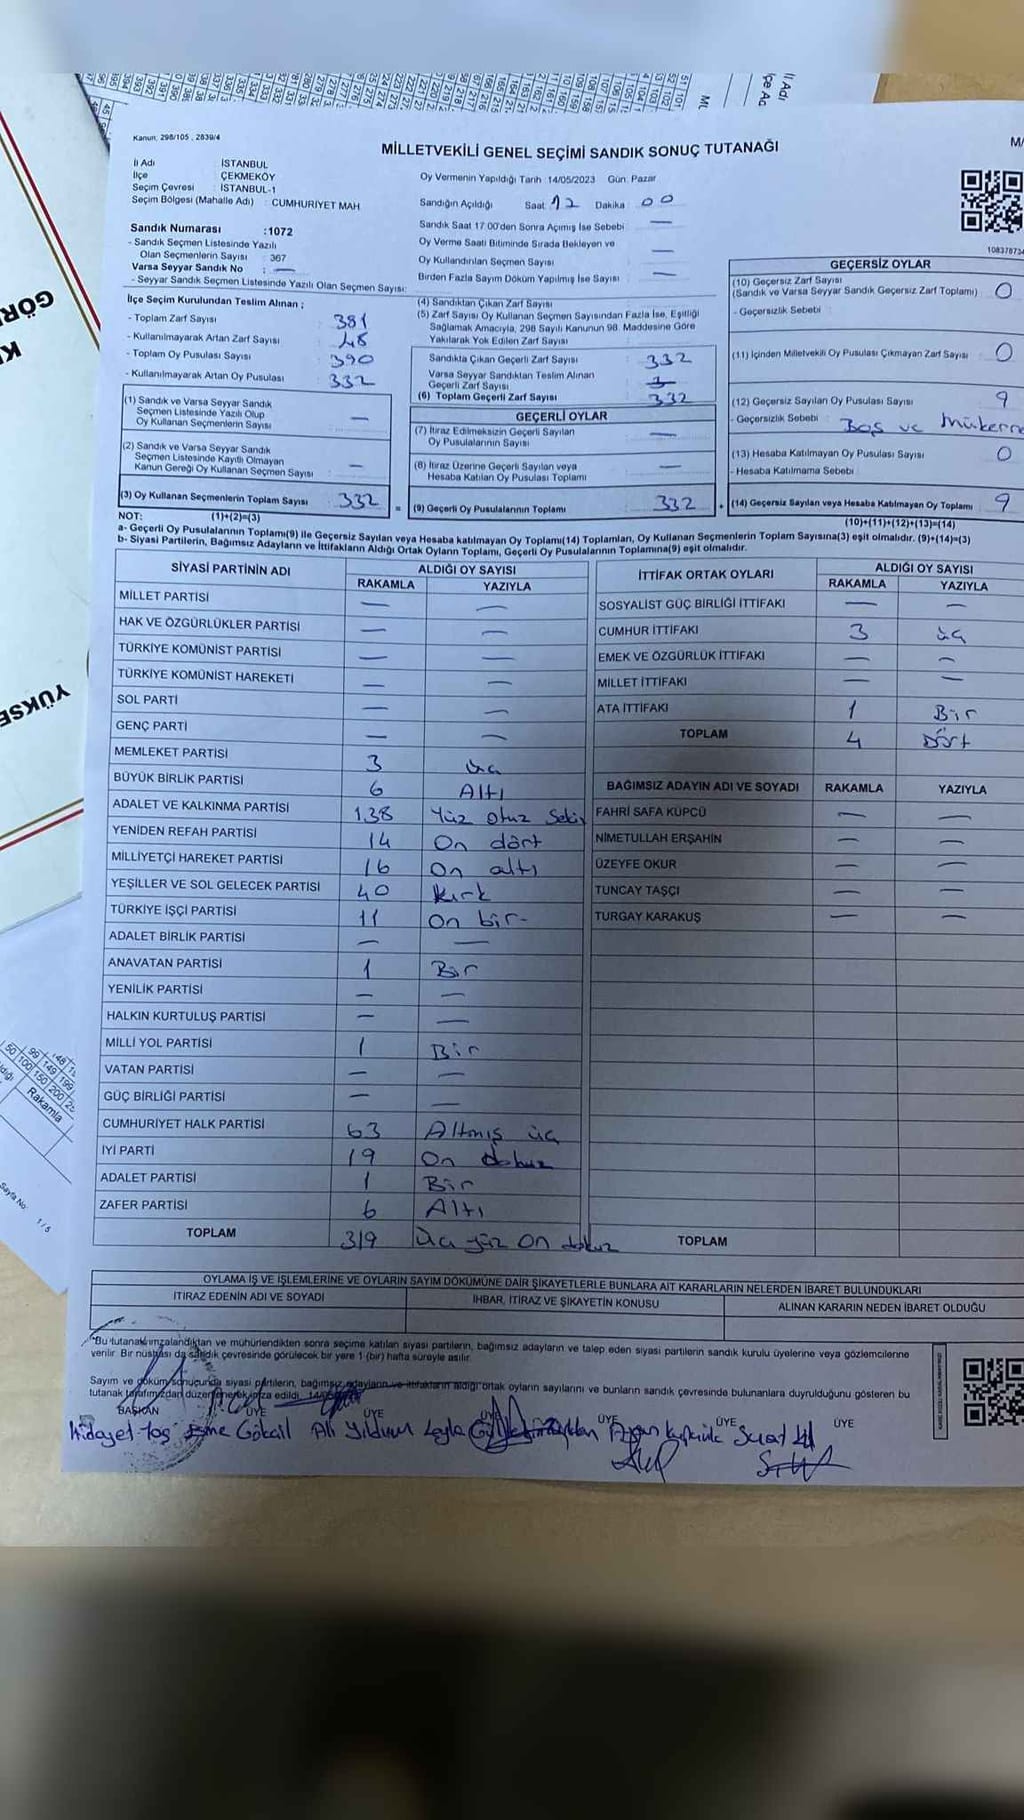 Kanun: 298/105 , 2839/4
MİLLETVEKİLİ GENEL SEÇİMİ SANDIK SONUÇ TUTANAĞI
İl Adı : İSTANBUL
İlçe : ÇEKMEKÖY
Seçim Çevresi : İSTANBUL-1
Seçim Bölgesi (Mahalle Adı) : CUMHURİYET MAH.
Oy Vermenin Yapıldığı Tarih 14/05/2023 Gün: Pazar
Sandığın Açıldığı Saat 12 Dakika 00
Sandık Saat 17:00'den Sonra Açımış İse Sebebi —
Oy Verme Saati Bitiminde Sırada Bekleyen ve
Oy Kullandırılan Seçmen Sayısı —
Birden Fazla Sayım Döküm Yapılmış İse Sayısı —
Sandık Numarası :1072
- Sandık Seçmen Listesinde Yazılı
Olan Seçmenlerin Sayısı : 367
Varsa Seyyar Sandık No : —
- Seyyar Sandık Seçmen Listesinde Yazılı Olan Seçmen Sayısı:
İlçe Seçim Kurulundan Teslim Alınan ;
- Toplam Zarf Sayısı 381
- Kullanılmayarak Artan Zarf Sayısı 48
- Toplam Oy Pusulası Sayısı 390
- Kullanılmayarak Artan Oy Pusulası 332
(1) Sandık ve Varsa Seyyar Sandık
Seçmen Listesinde Yazılı Olup
Oy Kullanan Seçmenlerin Sayısı —
(2) Sandık ve Varsa Seyyar Sandık
Seçmen Listesinde Kayıtlı Olmayan
Kanun Gereği Oy Kullanan Seçmen Sayısı —
(3) Oy Kullanan Seçmenlerin Toplam Sayısı 332
(4) Sandıktan Çıkan Zarf Sayısı
(5) Zarf Sayısı Oy Kullanan Seçmen Sayısından Fazla İse, Eşitliği
Sağlamak Amacıyla, 298 Sayılı Kanunun 98. Maddesine Göre
Yakılarak Yok Edilen Zarf Sayısı
Sandıkta Çıkan Geçerli Zarf Sayısı 332
Varsa Seyyar Sandıktan Teslim Alınan
Geçerli Zarf Sayısı
(6) Toplam Geçerli Zarf Sayısı 332
GEÇERLİ OYLAR
(7) İtiraz Edilmeksizin Geçerli Sayılan
Oy Pusulalarının Sayısı —
(8) İtiraz Üzerine Geçerli Sayılan veya
Hesaba Katılan Oy Pusulası Toplamı —
= (9) Geçerli Oy Pusulalarının Toplamı 332
108378734
GEÇERSİZ OYLAR
(10) Geçersiz Zarf Sayısı
(Sandık ve Varsa Seyyar Sandık Geçersiz Zarf Toplamı) 0
- Geçersizlik Sebebi :
(11) İçinden Milletvekili Oy Pusulası Çıkmayan Zarf Sayısı 0
(12) Geçersiz Sayılan Oy Pusulası Sayısı 9
- Geçersizlik Sebebi : Boş ve
(13) Hesaba Katılmayan Oy Pusulası Sayısı 0
- Hesaba Katılmama Sebebi
+ (14) Geçersiz Sayılan veya Hesaba Katılmayan Oy Toplamı 9
NOT: (1)+(2)=(3)
(10)+(11)+(12)+(13)=(14)
a- Geçerli Oy Pusulalarının Toplamı(9) ile Geçersiz Sayılan veya Hesaba katılmayan Oy Toplamı(14) Toplamları, Oy Kullanan Seçmenlerin Toplam Sayısına(3) eşit olmalıdır. (9)+(14)=(3)
b- Siyasi Partilerin, Bağımsız Adayların ve İttifakların Aldığı Ortak Oyların Toplamı, Geçerli Oy Pusulalarının Toplamına(9) eşit olmalıdır.
SİYASİ PARTİNİN ADI ALDIĞI OY SAYISI
RAKAMLA YAZIYLA
MİLLET PARTİSİ — —
HAK VE ÖZGÜRLÜKLER PARTİSİ — —
TÜRKİYE KOMÜNİST PARTİSİ — —
TÜRKİYE KOMÜNİST HAREKETİ — —
SOL PARTİ — —
GENÇ PARTİ — —
MEMLEKET PARTİSİ 3 üç
BÜYÜK BİRLİK PARTİSİ 6 Altı
ADALET VE KALKINMA PARTİSİ 138 Yüz otuz sekiz
YENİDEN REFAH PARTİSİ 14 On dört
MİLLİYETÇİ HAREKET PARTİSİ 16 On altı
YEŞİLLER VE SOL GELECEK PARTİSİ 40 Kırk
TÜRKİYE İŞÇİ PARTİSİ 11 On bir
ADALET BİRLİK PARTİSİ — —
ANAVATAN PARTİSİ 1 Bir
YENİLİK PARTİSİ — —
HALKIN KURTULUŞ PARTİSİ — —
MİLLİ YOL PARTİSİ 1 Bir
VATAN PARTİSİ — —
GÜÇ BİRLİĞİ PARTİSİ — —
CUMHURİYET HALK PARTİSİ 63 Altmış üç
İYİ PARTİ 19 On dokuz
ADALET PARTİSİ 1 Bir
ZAFER PARTİSİ 6 Altı
TOPLAM 319 Üç yüz on dokuz
İTTİFAK ORTAK OYLARI ALDIĞI OY SAYISI
RAKAMLA YAZIYLA
SOSYALİST GÜÇ BİRLİĞİ İTTİFAKI — —
CUMHUR İTTİFAKI 3 üç
EMEK VE ÖZGÜRLÜK İTTİFAKI — —
MİLLET İTTİFAKI — —
ATA İTTİFAKI 1 Bir
TOPLAM 4 Dört
BAĞIMSIZ ADAYIN ADI VE SOYADI RAKAMLA YAZIYLA
FAHRİ SAFA KÜPCÜ — —
NİMETULLAH ERŞAHİN — —
ÜZEYFE OKUR — —
TUNCAY TAŞÇI — —
TURGAY KARAKUŞ — —
TOPLAM
OYLAMA İŞ VE İŞLEMLERİNE VE OYLARIN SAYIM DÖKÜMÜNE DAİR ŞİKAYETLERLE BUNLARA AİT KARARLARIN NELERDEN İBARET BULUNDUKLARI
İTİRAZ EDENİN ADI VE SOYADI İHBAR, İTİRAZ VE ŞİKAYETİN KONUSU ALINAN KARARIN NEDEN İBARET OLDUĞU
"Bu tutanak imzalandıktan ve mühürlendikten sonra seçime katılan siyasi partilerin, bağımsız adayların ve talep eden siyasi partilerin sandık kurulu üyelerine veya gözlemcilerine
verilir. Bir nüshası da sandık çevresinde görülecek bir yere 1 (bir) hafta süreyle asılır.
Sayım ve döküm sonucunda siyasi partilerin, bağımsız adayların ve ittifakların aldığı ortak oyların sayılarını ve bunların sandık çevresinde bulunanlara duyrulduğunu gösteren bu
tutanak tarafımızdan düzenlenerek imza edildi.
BAŞKAN ÜYE ÜYE ÜYE ÜYE ÜYE ÜYE
Hidayet Taş Esme Gökcil Ali Yıldırım Leyla